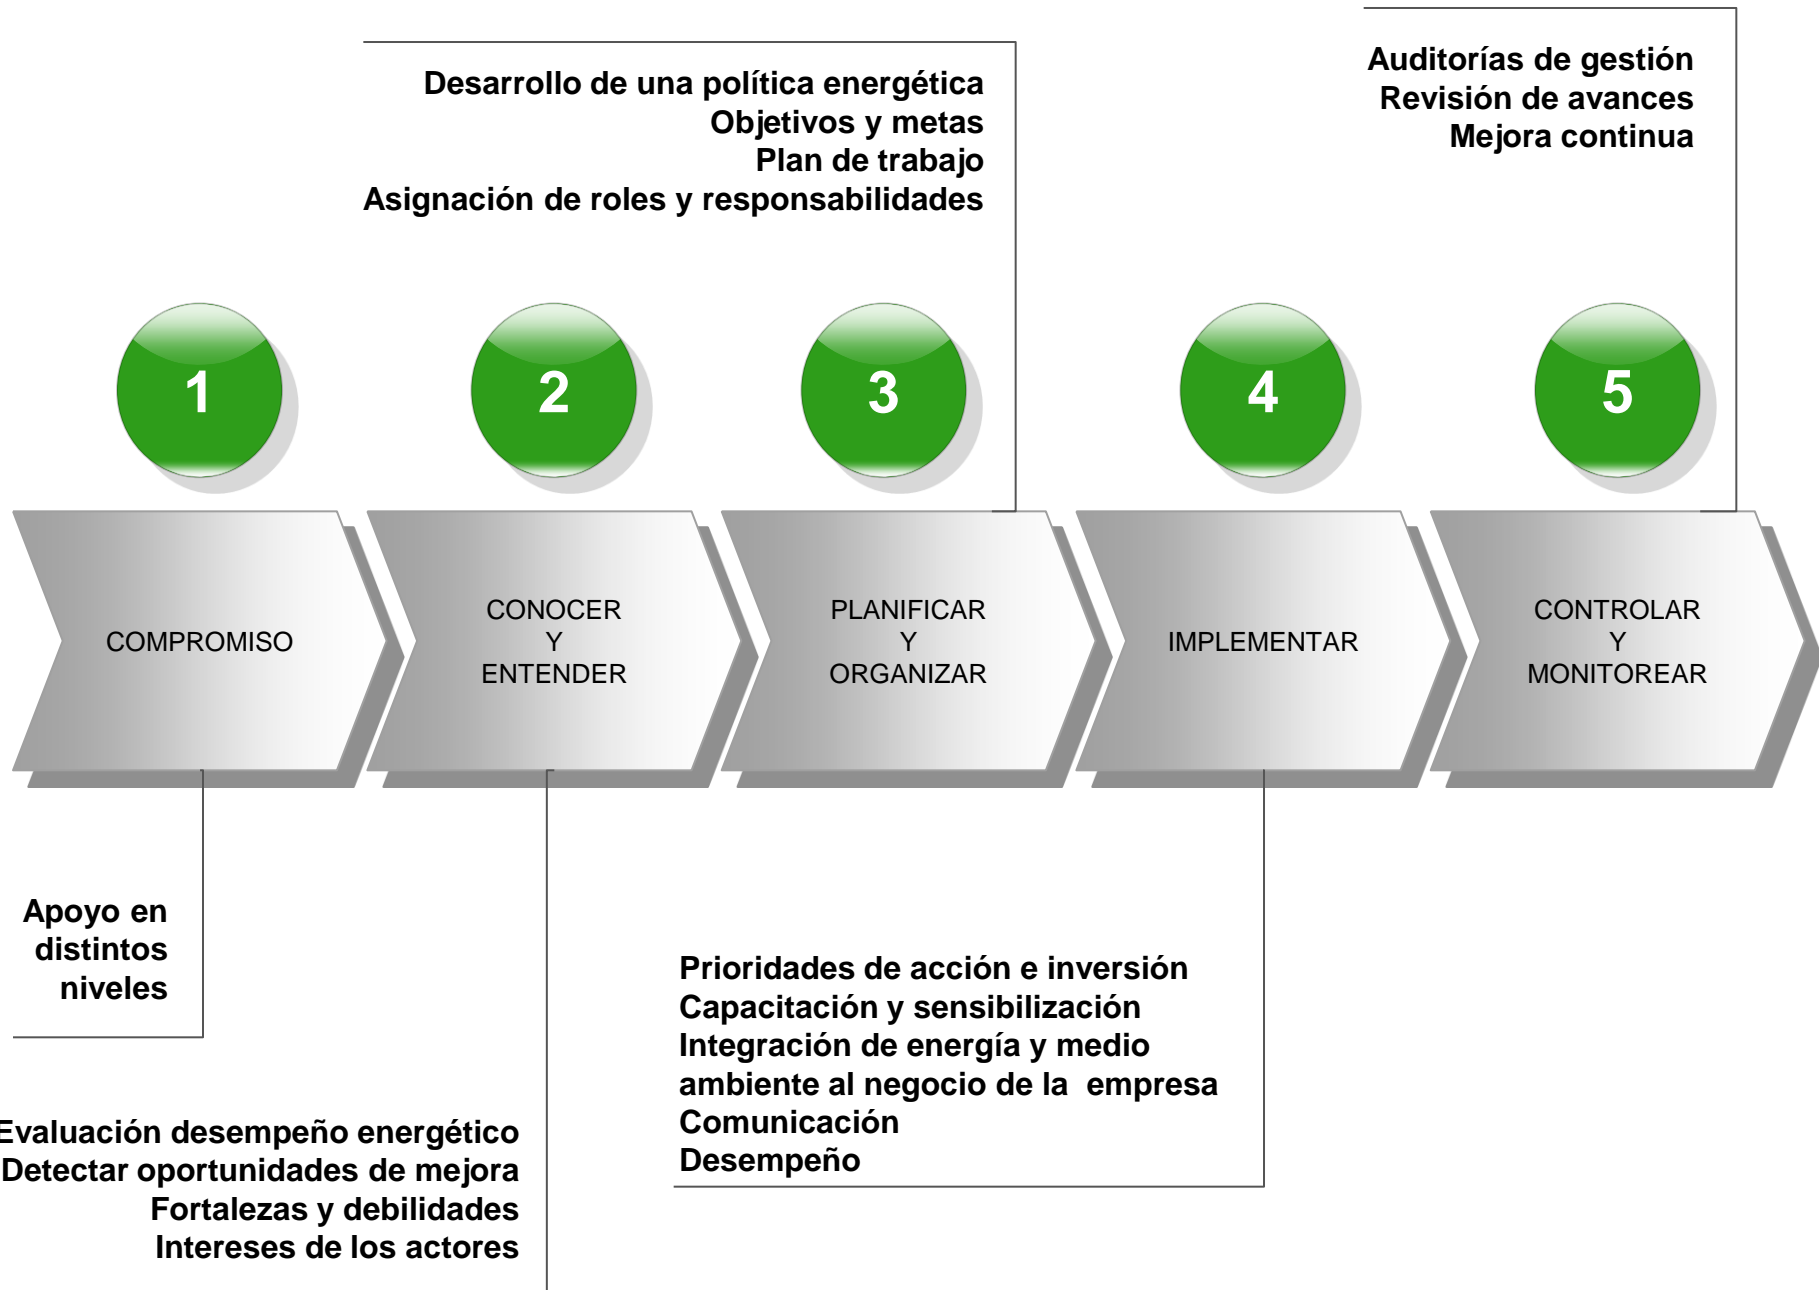 Desarrollo de una política energética
Objetivos y metas
Plan de trabajo
Asignación de roles y responsabilidades
Auditorías de gestión
Revisión de avances
Mejora continua
1
2
3
4
5
COMPROMISO
CONOCER
Y
ENTENDER
PLANIFICAR
Y
ORGANIZAR
IMPLEMENTAR
CONTROLAR
Y
MONITOREAR
Apoyo en
distintos
niveles
Evaluación desempeño energético
Detectar oportunidades de mejora
Fortalezas y debilidades
Intereses de los actores
Prioridades de acción e inversión
Capacitación y sensibilización
Integración de energía y medio
ambiente al negocio de la  empresa
Comunicación
Desempeño